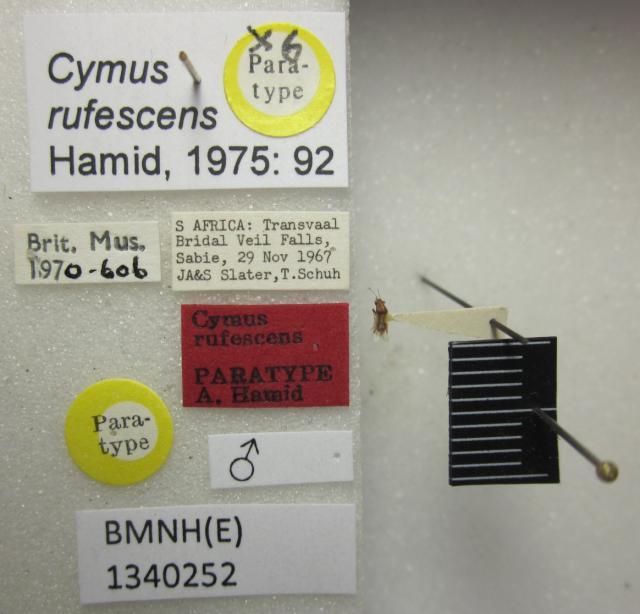 Cymus
rufescens
Hamid, 1975: 92
x6
Para-
type
Brit. Mus.
1970-606
S AFRICA: Transvaal
Bridal Veil Falls,
Sabie, 29 Nov 1967
JA&S Slater,T.Schuh
Cymus
rufescens
PARATYPE
A. Hamid
Para-
type
♂
BMNH(E)
1340252